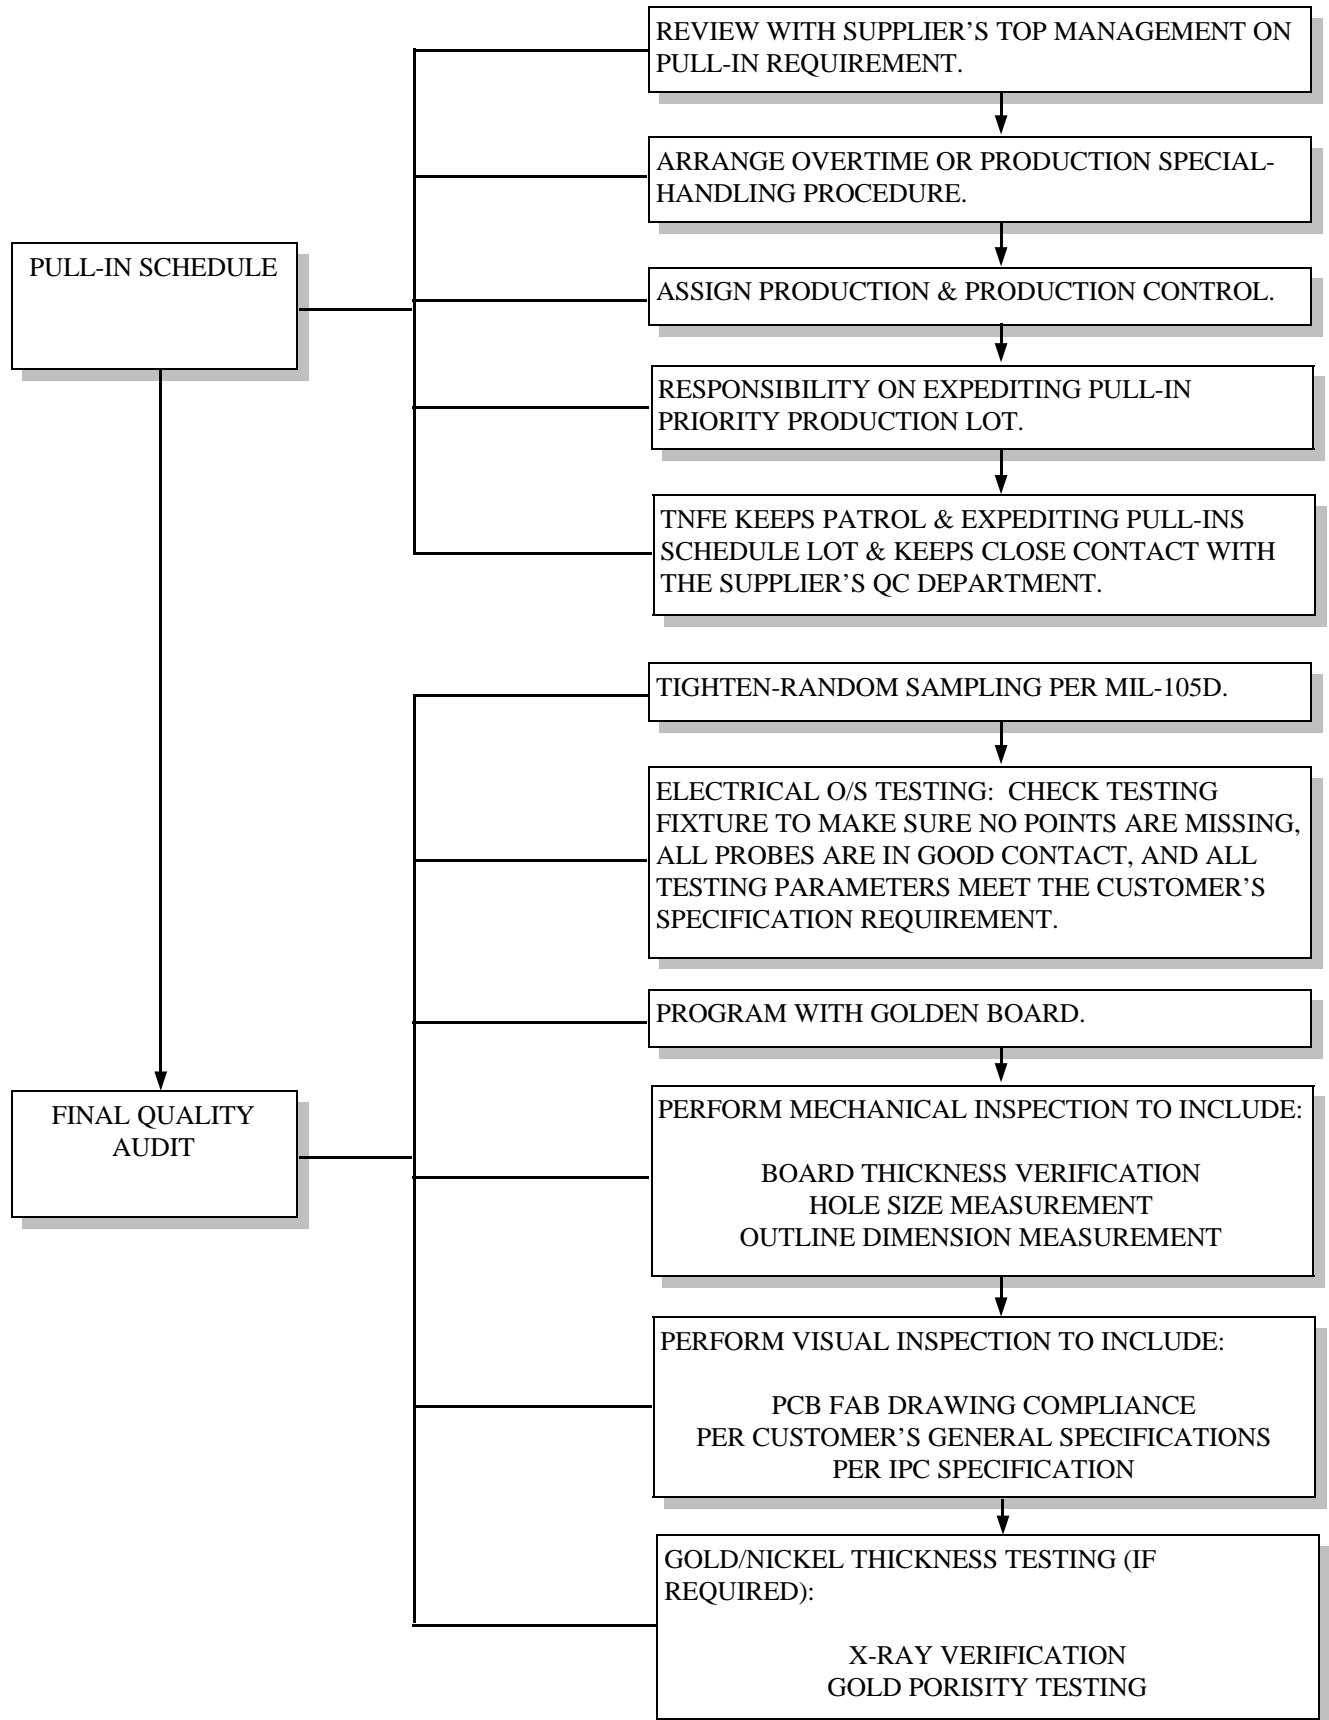 REVIEW WITH SUPPLIER’S TOP MANAGEMENT ON
PULL-IN REQUIREMENT.
ARRANGE OVERTIME OR PRODUCTION SPECIAL-
HANDLING PROCEDURE.
PULL-IN SCHEDULE
ASSIGN PRODUCTION & PRODUCTION CONTROL.
RESPONSIBILITY ON EXPEDITING PULL-IN
PRIORITY PRODUCTION LOT.
TNFE KEEPS PATROL & EXPEDITING PULL-INS
SCHEDULE LOT & KEEPS CLOSE CONTACT WITH
THE SUPPLIER’S QC DEPARTMENT.
TIGHTEN-RANDOM SAMPLING PER MIL-105D.
ELECTRICAL O/S TESTING:  CHECK TESTING
FIXTURE TO MAKE SURE NO POINTS ARE MISSING,
ALL PROBES ARE IN GOOD CONTACT, AND ALL
TESTING PARAMETERS MEET THE CUSTOMER’S
SPECIFICATION REQUIREMENT.
PROGRAM WITH GOLDEN BOARD.
FINAL QUALITY
AUDIT
PERFORM MECHANICAL INSPECTION TO INCLUDE:
BOARD THICKNESS VERIFICATION
HOLE SIZE MEASUREMENT
OUTLINE DIMENSION MEASUREMENT
PERFORM VISUAL INSPECTION TO INCLUDE:
PCB FAB DRAWING COMPLIANCE
PER CUSTOMER’S GENERAL SPECIFICATIONS
PER IPC SPECIFICATION
GOLD/NICKEL THICKNESS TESTING (IF
REQUIRED):
X-RAY VERIFICATION
GOLD PORISITY TESTING